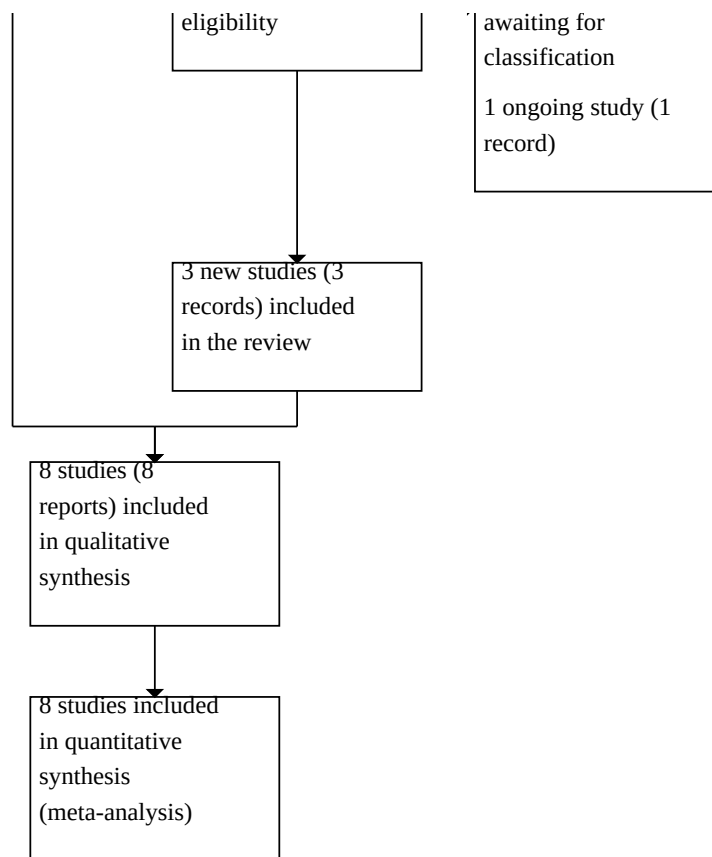 eligibility
awaiting for
classification
1 ongoing study (1
record)
3 new studies (3
records) included
in the review
8 studies (8
reports) included
in qualitative
synthesis
8 studies included
in quantitative
synthesis
(meta-analysis)